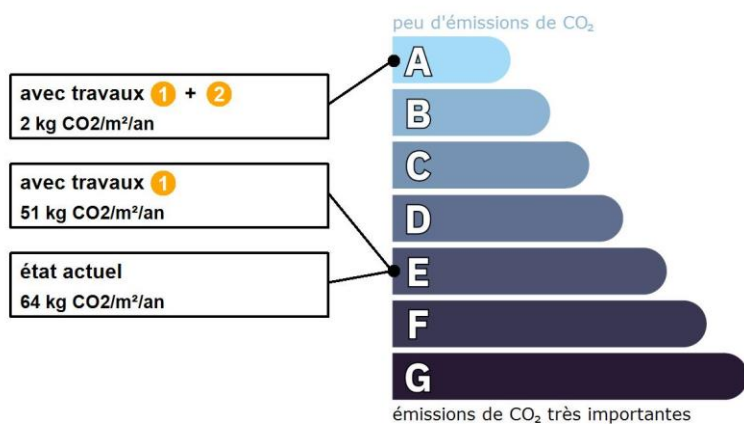 peu d'émissions de CO₂
A
avec travaux 1 + 2
2 kg CO2/m²/an
B
avec travaux 1
51 kg CO2/m²/an
C
D
état actuel
64 kg CO2/m²/an
E
F
G
émissions de CO₂ très importantes